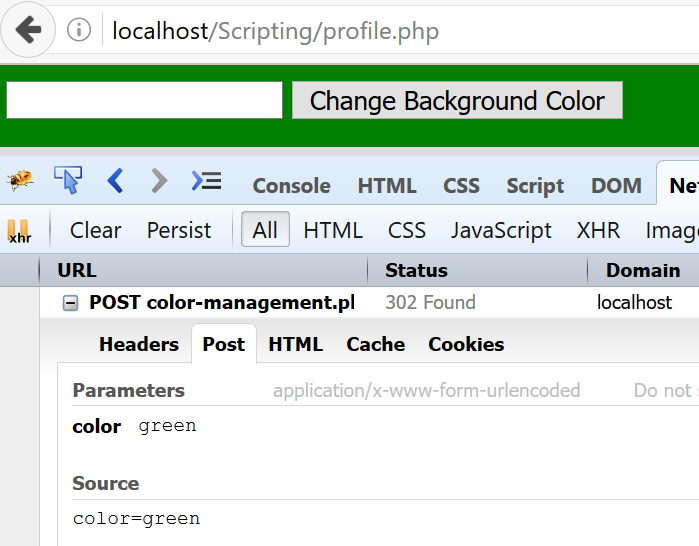 localhost/Scripting/profile.php
Change Background Color
Console HTML CSS Script DOM Net
xhr Clear Persist All HTML CSS JavaScript XHR Imag
URL Status Domain
POST color-management.p 302 Found localhost
Headers Post HTML Cache Cookies
Parameters application/x-www-form-urlencoded Do not
color green
Source
color=green